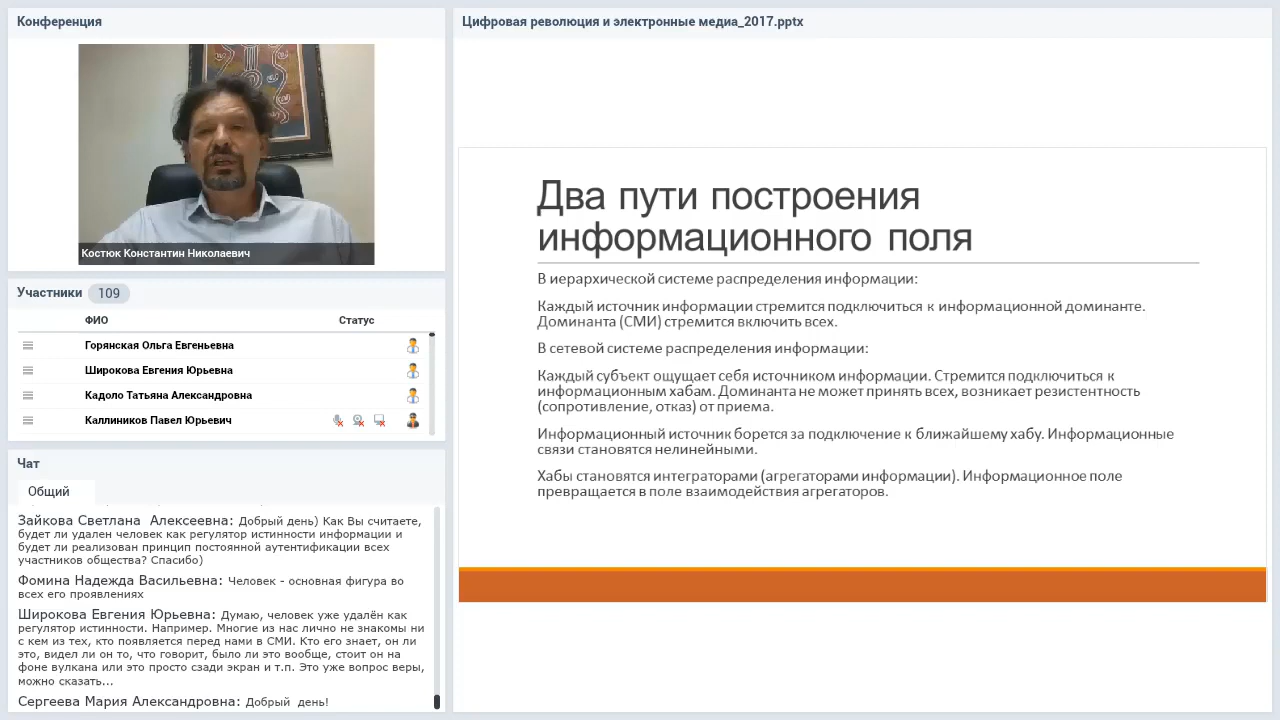 Конференция
Костюк Константин Николаевич
Участники 109
ФИО Статус
Горянская Ольга Евгеньевна
Широкова Евгения Юрьевна
Кадоло Татьяна Александровна
Каллиников Павел Юрьевич
Чат
Общий
Зайкова Светлана Алексеевна: Добрый день) Как Вы считаете,
будет ли удален человек как регулятор истинности информации и
будет ли реализован принцип постоянной аутентификации всех
участников общества? Спасибо)
Фомина Надежда Васильевна: Человек - основная фигура во
всех его проявлениях
Широкова Евгения Юрьевна: Думаю, человек уже удалён как
регулятор истинности. Например. Многие из нас лично не знакомы ни
с кем из тех, кто появляется перед нами в СМИ. Кто его знает, он ли
это, видел ли он то, что говорит, было ли это вообще, стоит он на
фоне вулкана или это просто сзади экран и т.п. Это уже вопрос веры,
можно сказать...
Сергеева Мария Александровна: Добрый день!
Цифровая революция и электронные медиа_2017.pptx
Два пути построения
информационного поля
В иерархической системе распределения информации:
Каждый источник информации стремится подключиться к информационной доминанте.
Доминанта (СМИ) стремится включить всех.
В сетевой системе распределения информации:
Каждый субъект ощущает себя источником информации. Стремится подключиться к
информационным хабам. Доминанта не может принять всех, возникает резистентность
(сопротивление, отказ) от приема.
Информационный источник борется за подключение к ближайшему хабу. Информационные
связи становятся нелинейными.
Хабы становятся интеграторами (агрегаторами информации). Информационное поле
превращается в поле взаимодействия агрегаторов.